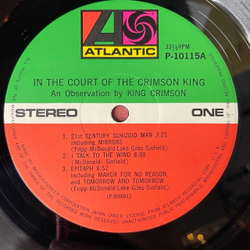 ATLANTIC
33⅓RPM
P-10115A
IN THE COURT OF THE CRIMSON KING
An Observation by KING CRIMSON
STEREO ONE
1. 21st CENTURY SCHIZOID MAN 7:21
including MIRRORS
(Fripp-McDonald-Lake-Giles-Sinfield)
2. I TALK TO THE WIND 6:08
(McDonald-Sinfield)
3. EPITAPH 8:52
including MARCH FOR NO REASON
and TOMORROW AND TOMORROW
(Fripp-McDonald-Lake-Giles-Sinfield)